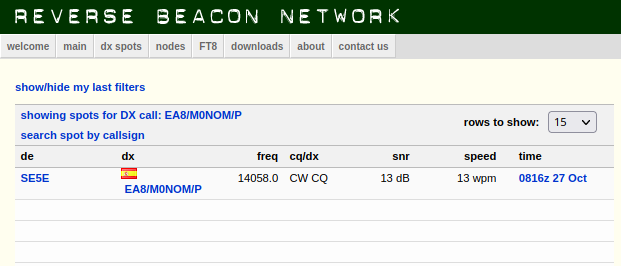 REVERSE BEACON NETWORK
welcome main dx spots nodes FT8 downloads about contact us
show/hide my last filters
showing spots for DX call: EA8/M0NOM/P
search spot by callsign
rows to show: 15
de dx freq cq/dx snr speed time
SE5E EA8/M0NOM/P 14058.0 CW CQ 13 dB 13 wpm 0816z 27 Oct